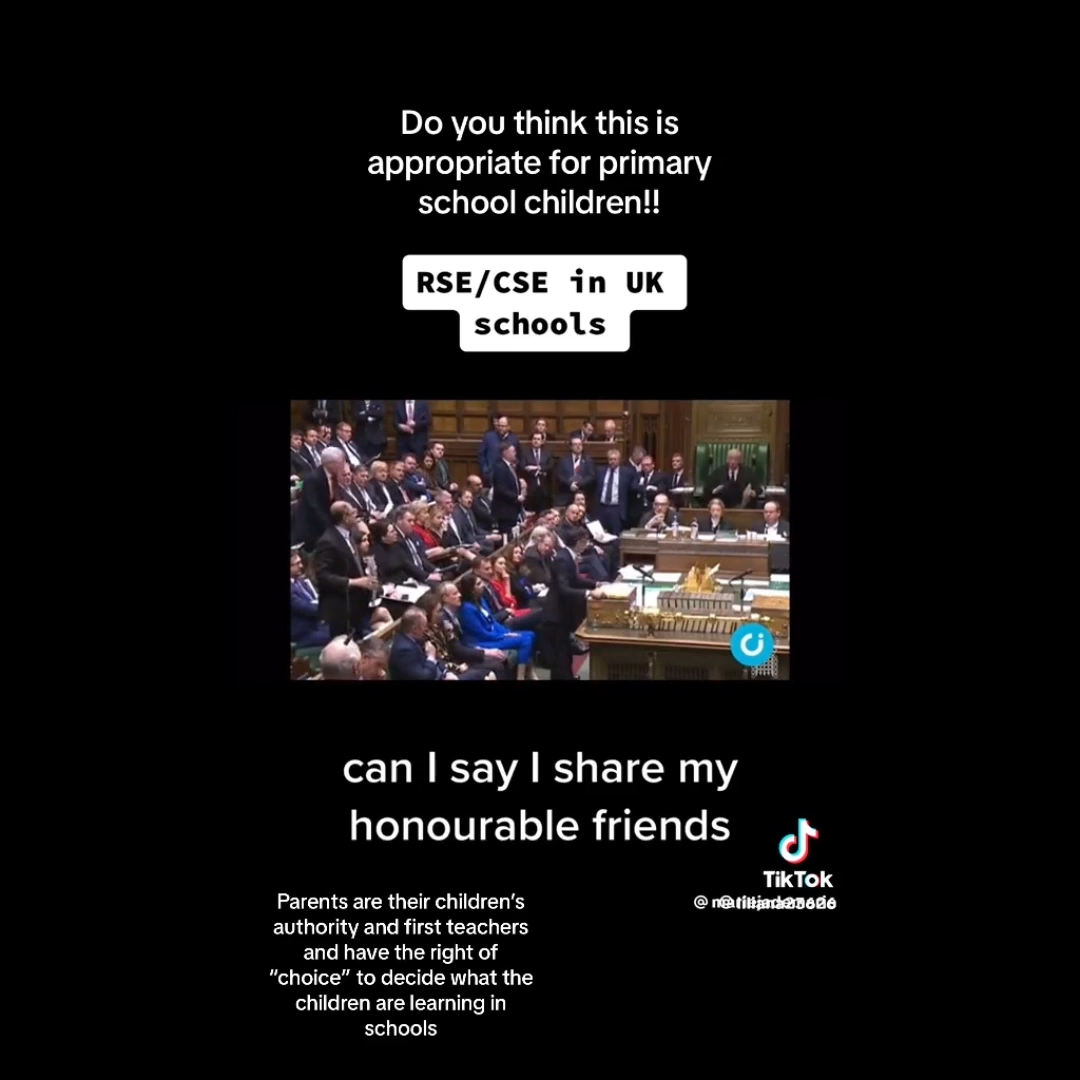 Do you think this is
appropriate for primary
school children!!
RSE/CSE in UK
schools
can I say I share my
honourable friends
TikTok
Parents are their children's
authority and first teachers
and have the right of
"choice" to decide what the
children are learning in
schools